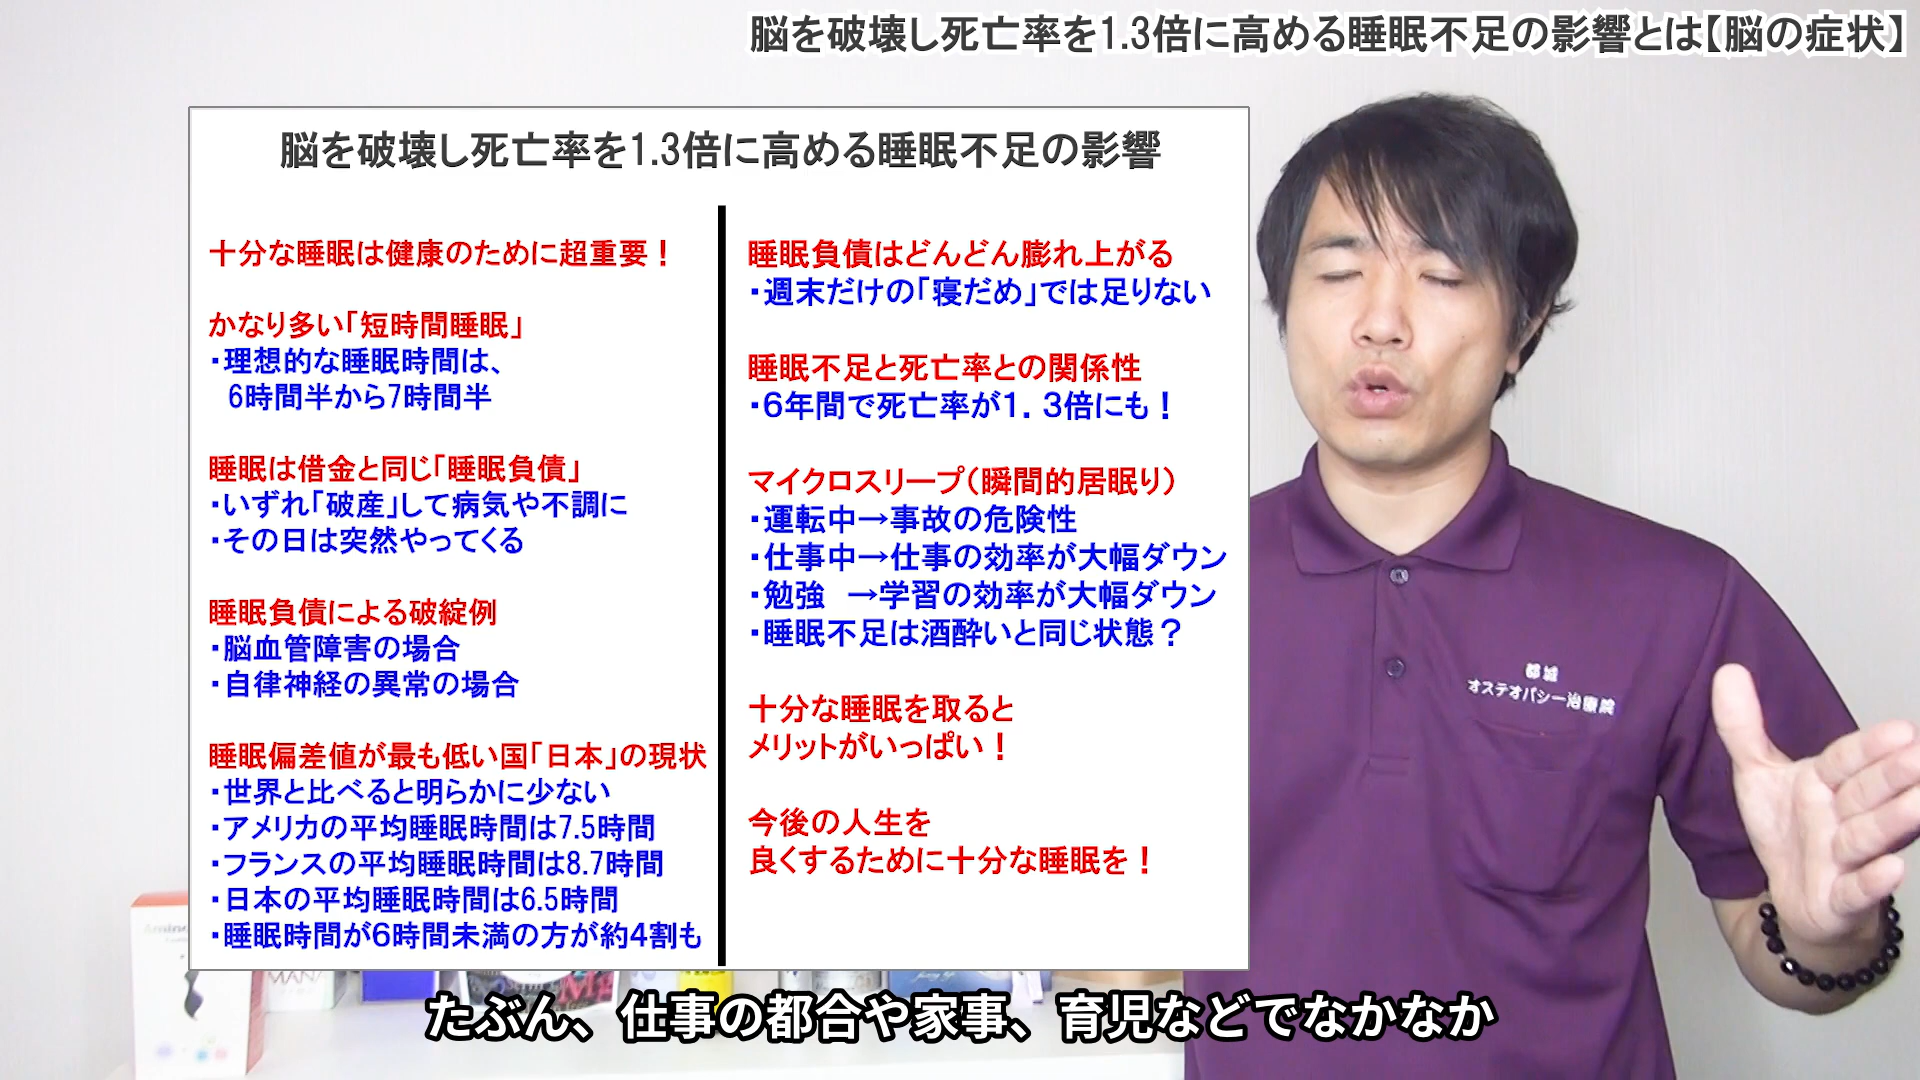 脳を破壊し死亡率を1.3倍に高める睡眠不足の影響とは【脳の症状】
脳を破壊し死亡率を1.3倍に高める睡眠不足の影響
十分な睡眠は健康のために超重要！
かなり多い「短時間睡眠」
・理想的な睡眠時間は、
6時間半から7時間半
睡眠は借金と同じ「睡眠負債」
・いずれ「破産」して病気や不調に
・その日は突然やってくる
睡眠負債による破綻例
・脳血管障害の場合
・自律神経の異常の場合
睡眠偏差値が最も低い国「日本」の現状
・世界と比べると明らかに少ない
・アメリカの平均睡眠時間は7.5時間
・フランスの平均睡眠時間は8.7時間
・日本の平均睡眠時間は6.5時間
・睡眠時間が６時間未満の方が約４割も
睡眠負債はどんどん膨れ上がる
・週末だけの「寝だめ」では足りない
睡眠不足と死亡率との関係性
・６年間で死亡率が１．３倍にも！
マイクロスリープ（瞬間的居眠り）
・運転中→事故の危険性
・仕事中→仕事の効率が大幅ダウン
・勉強　→学習の効率が大幅ダウン
・睡眠不足は酒酔いと同じ状態？
十分な睡眠を取ると
メリットがいっぱい！
今後の人生を
良くするために十分な睡眠を！
都城
オステオパシー治療院
MANA
Mg
たぶん、仕事の都合や家事、育児などでなかなか